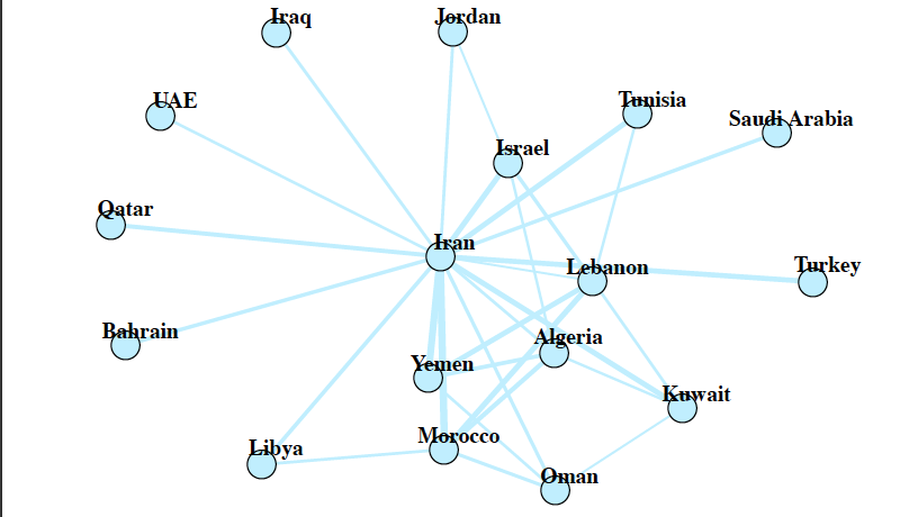 Iraq
Jordan
UAE
Tunisia
Saudi Arabia
Israel
Qatar
Iran
Lebanon
Turkey
Bahrain
Algeria
Yemen
Kuwait
Morocco
Libya
Oman